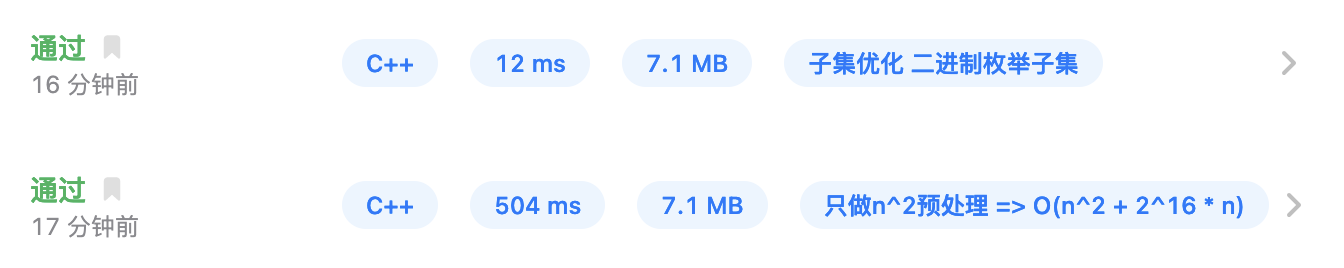 通过
16 分钟前
C++ 12 ms 7.1 MB 子集优化 二进制枚举子集
通过
17 分钟前
C++ 504 ms 7.1 MB 只做n^2预处理 => O(n^2 + 2^16 * n)